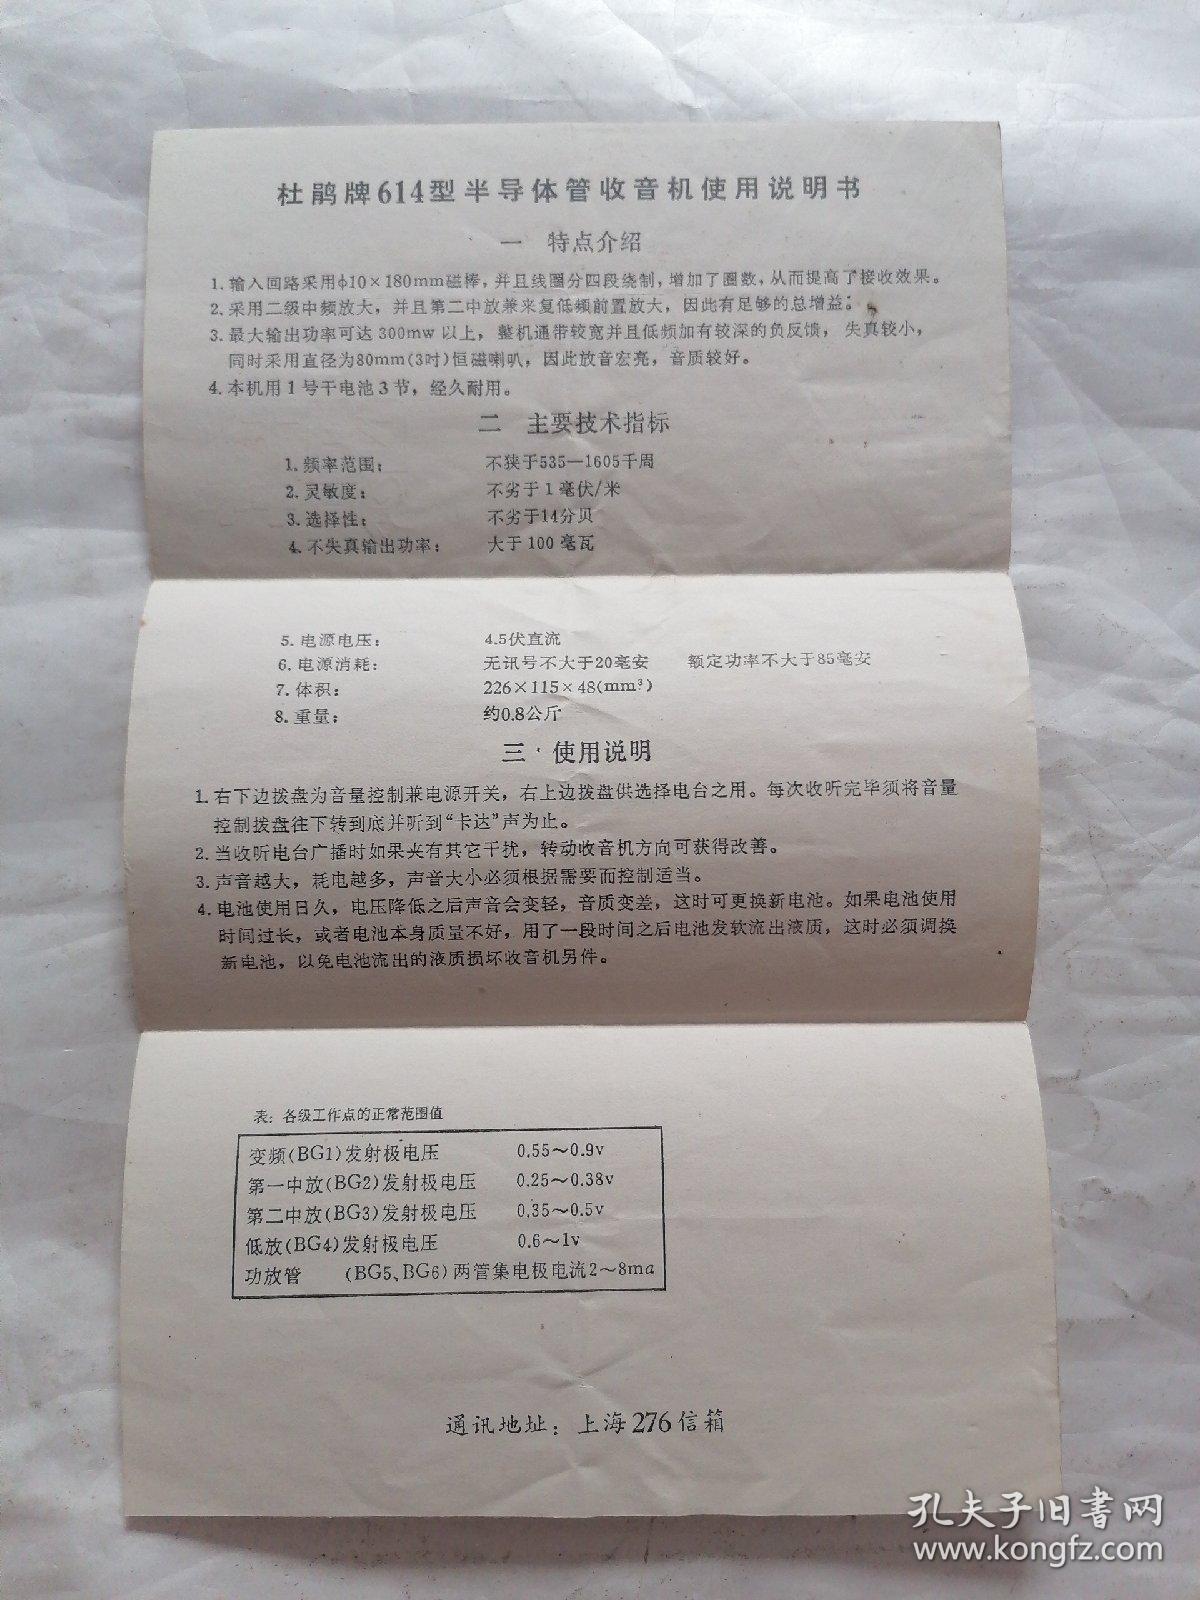 杜鹃牌614型半导体管收音机使用说明书
一 特点介绍
1.输入回路采用φ10×180mm磁棒，并且线圈分四段绕制，增加了圈数，从而提高了接收效果。
2.采用二级中频放大，并且第二中放兼来复低频前置放大，因此有足够的总增益。
3.最大输出功率可达300mw以上，整机通带较宽并且低频加有较深的负反馈，失真较小，
同时采用直径为80mm(3吋)恒磁喇叭，因此放音宏亮，音质较好。
4.本机用1号干电池3节，经久耐用。
二 主要技术指标
1.频率范围： 不狭于535—1605千周
2.灵敏度： 不劣于1毫伏/米
3.选择性： 不劣于14分贝
4.不失真输出功率： 大于100毫瓦
5.电源电压： 4.5伏直流
6.电源消耗： 无讯号不大于20毫安 额定功率不大于85毫安
7.体积： 226×115×48(mm³)
8.重量： 约0.8公斤
三·使用说明
1.右下边拨盘为音量控制兼电源开关，右上边拨盘供选择电台之用。每次收听完毕须将音量
控制拨盘往下转到底并听到“卡达”声为止。
2.当收听电台广播时如果夹有其它干扰，转动收音机方向可获得改善。
3.声音越大，耗电越多，声音大小必须根据需要而控制适当。
4.电池使用日久，电压降低之后声音会变轻，音质变差，这时可更换新电池。如果电池使用
时间过长，或者电池本身质量不好，用了一段时间之后电池发软流出液质，这时必须调换
新电池，以免电池流出的液质损坏收音机另件。
表：各级工作点的正常范围值
变频(BG1)发射极电压 0.55～0.9v
第一中放(BG2)发射极电压 0.25～0.38v
第二中放(BG3)发射极电压 0.35～0.5v
低放(BG4)发射极电压 0.6～1v
功放管 (BG5、BG6)两管集电极电流2～8ma
通讯地址：上海276信箱
孔夫子旧书网
www.kongfz.com